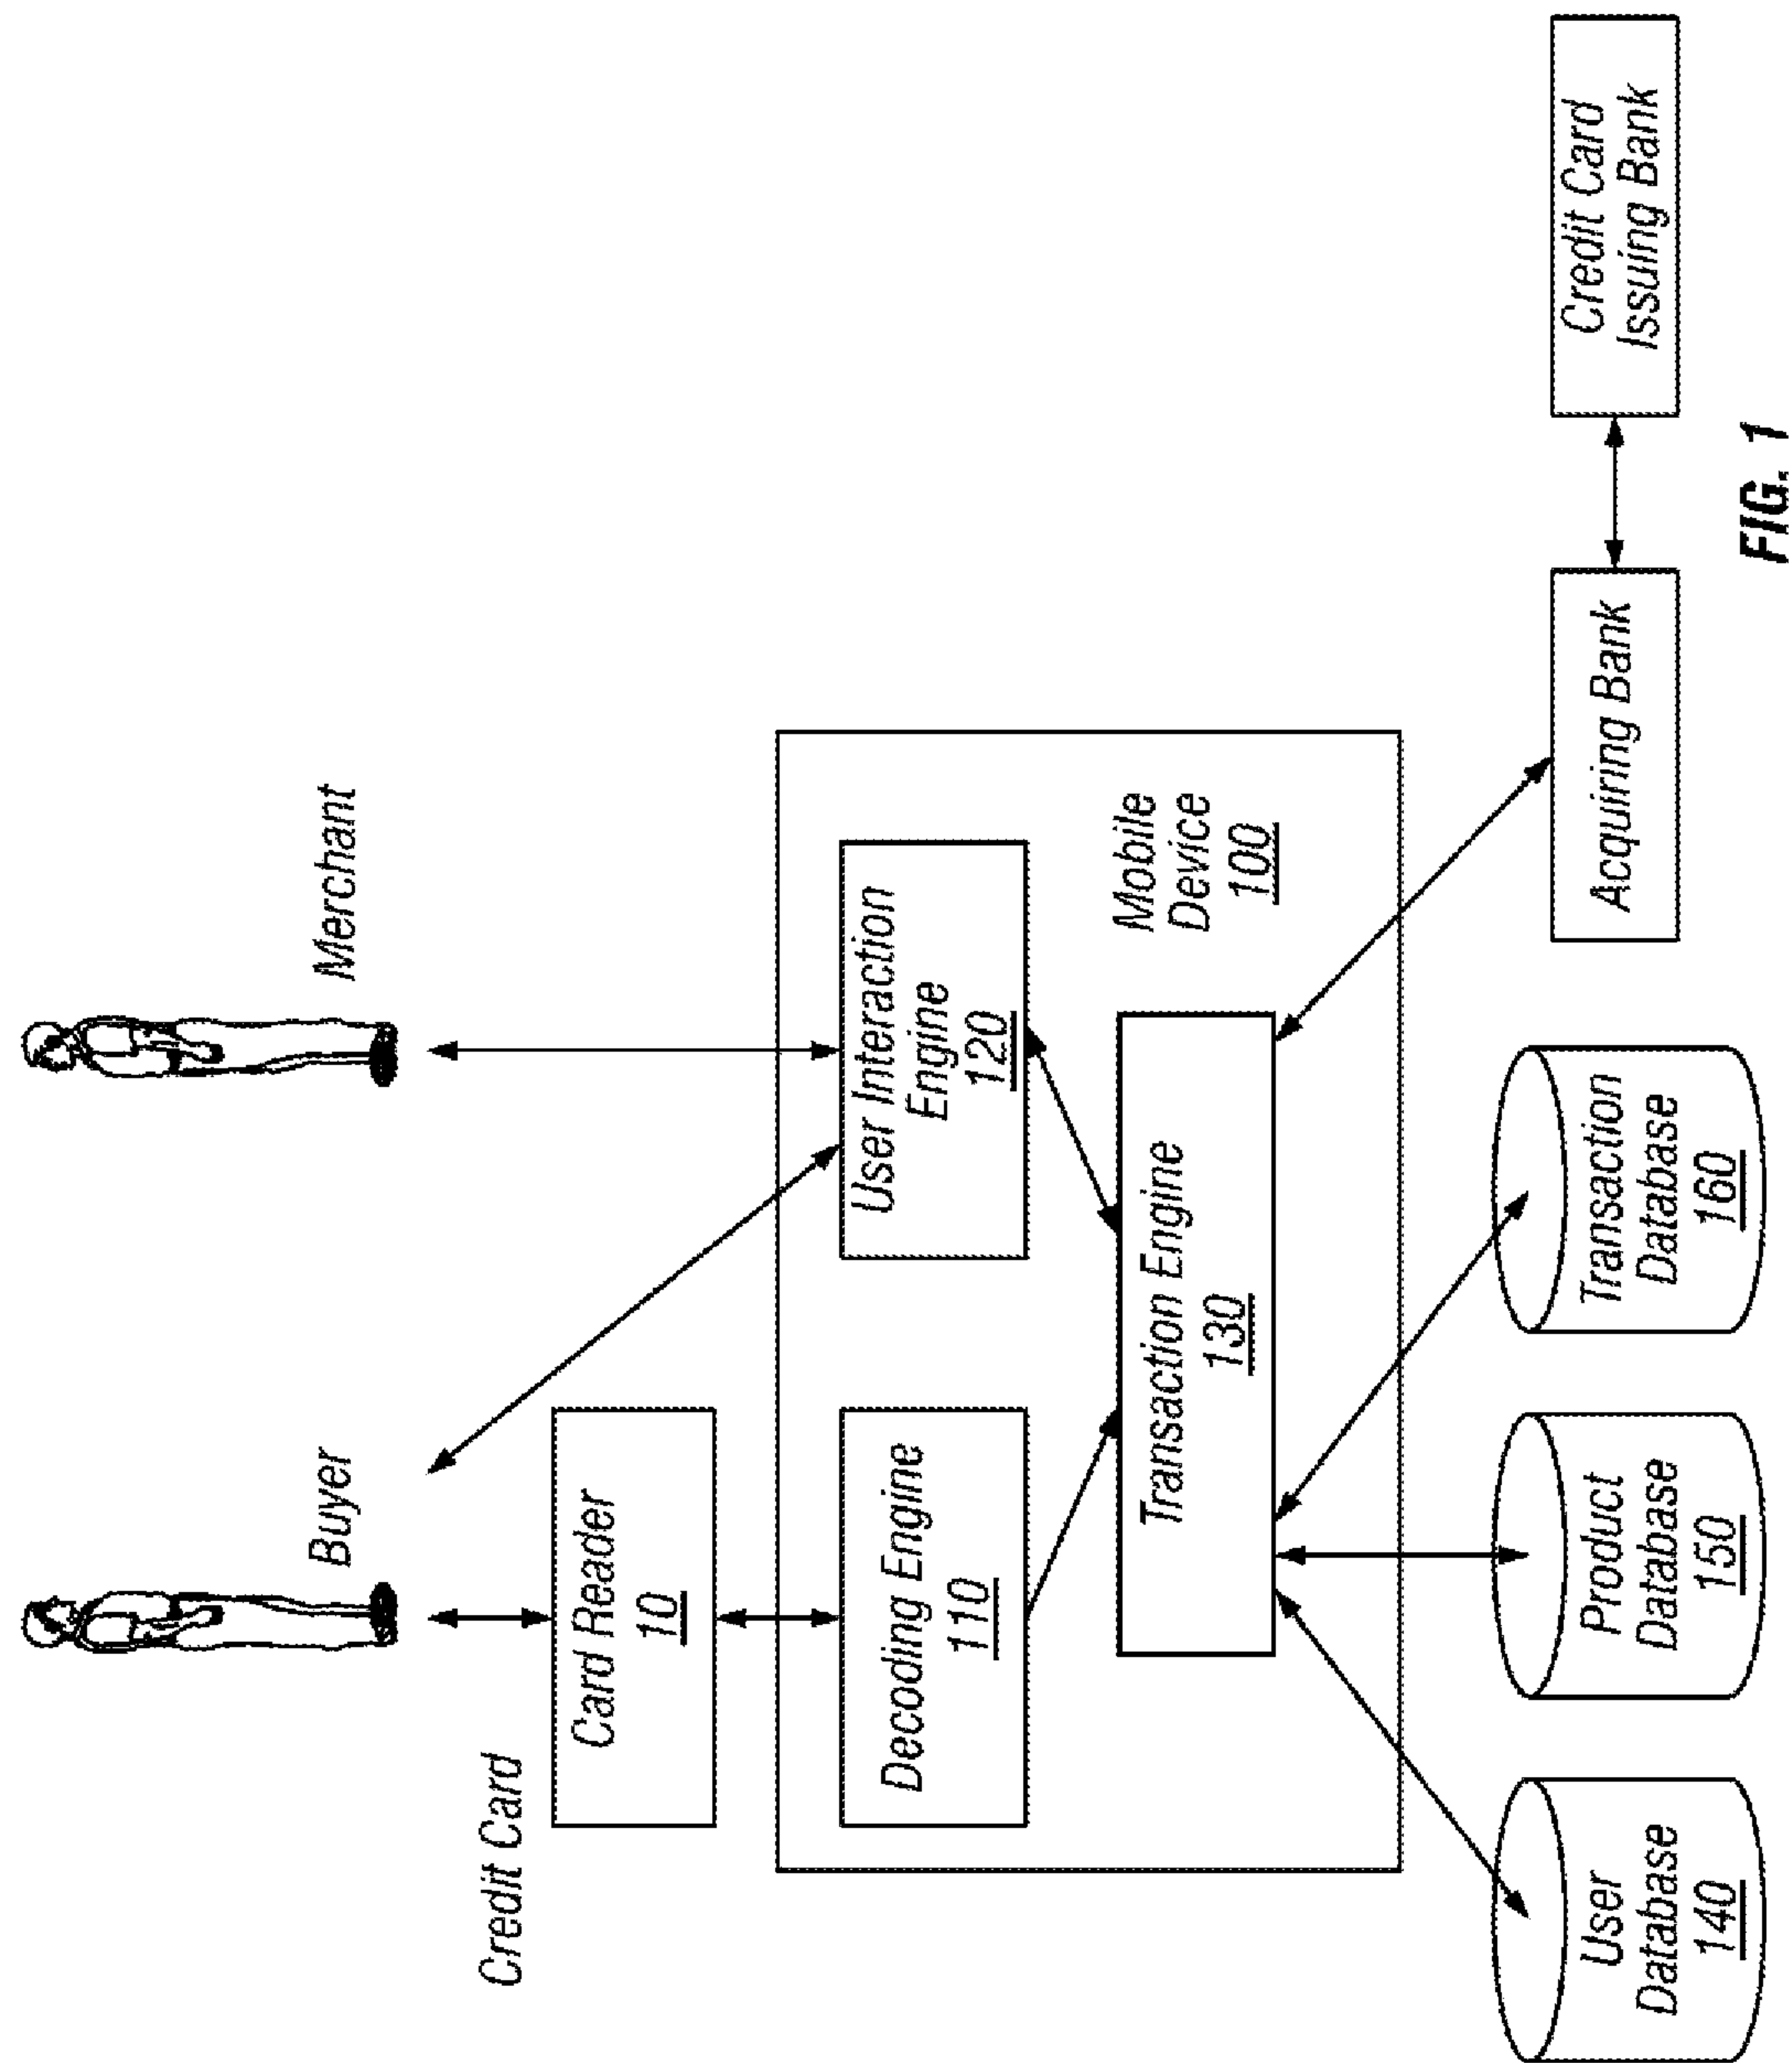 Buyer
Merchant
Credit Card
Card Reader
10
Decoding Engine
110
User Interaction
Engine
120
Transaction Engine
130
Mobile
Device
100
User
Database
140
Product
Database
150
Transaction
Database
160
Acquiring Bank
Credit Card
Issuing Bank
FIG. 1